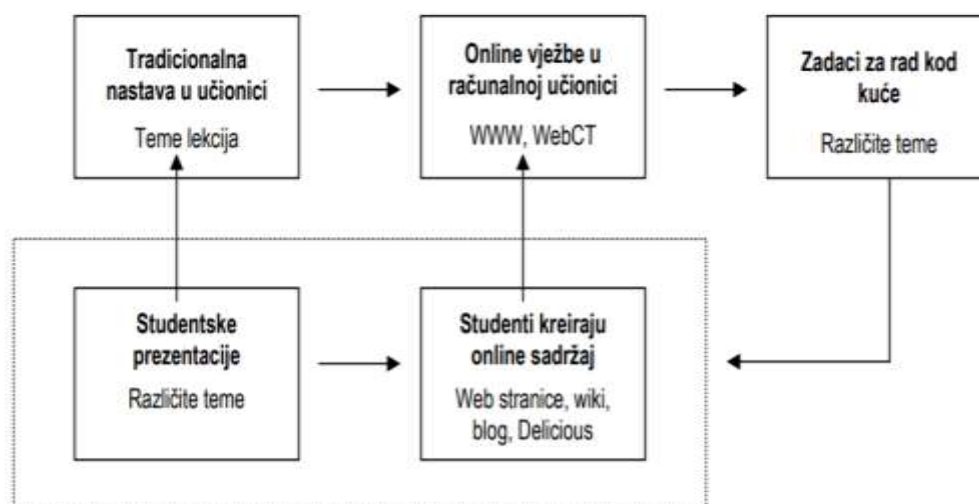 Tradicionalna
nastava u učionici
Teme lekcija
Online vježbe u
računalnoj učionici
WWW, WebCT
Zadaci za rad kod
kuće
Različite teme
Studentske
prezentacije
Različite teme
Studenti kreiraju
online sadržaj
Web stranice, wiki,
blog, Delicious